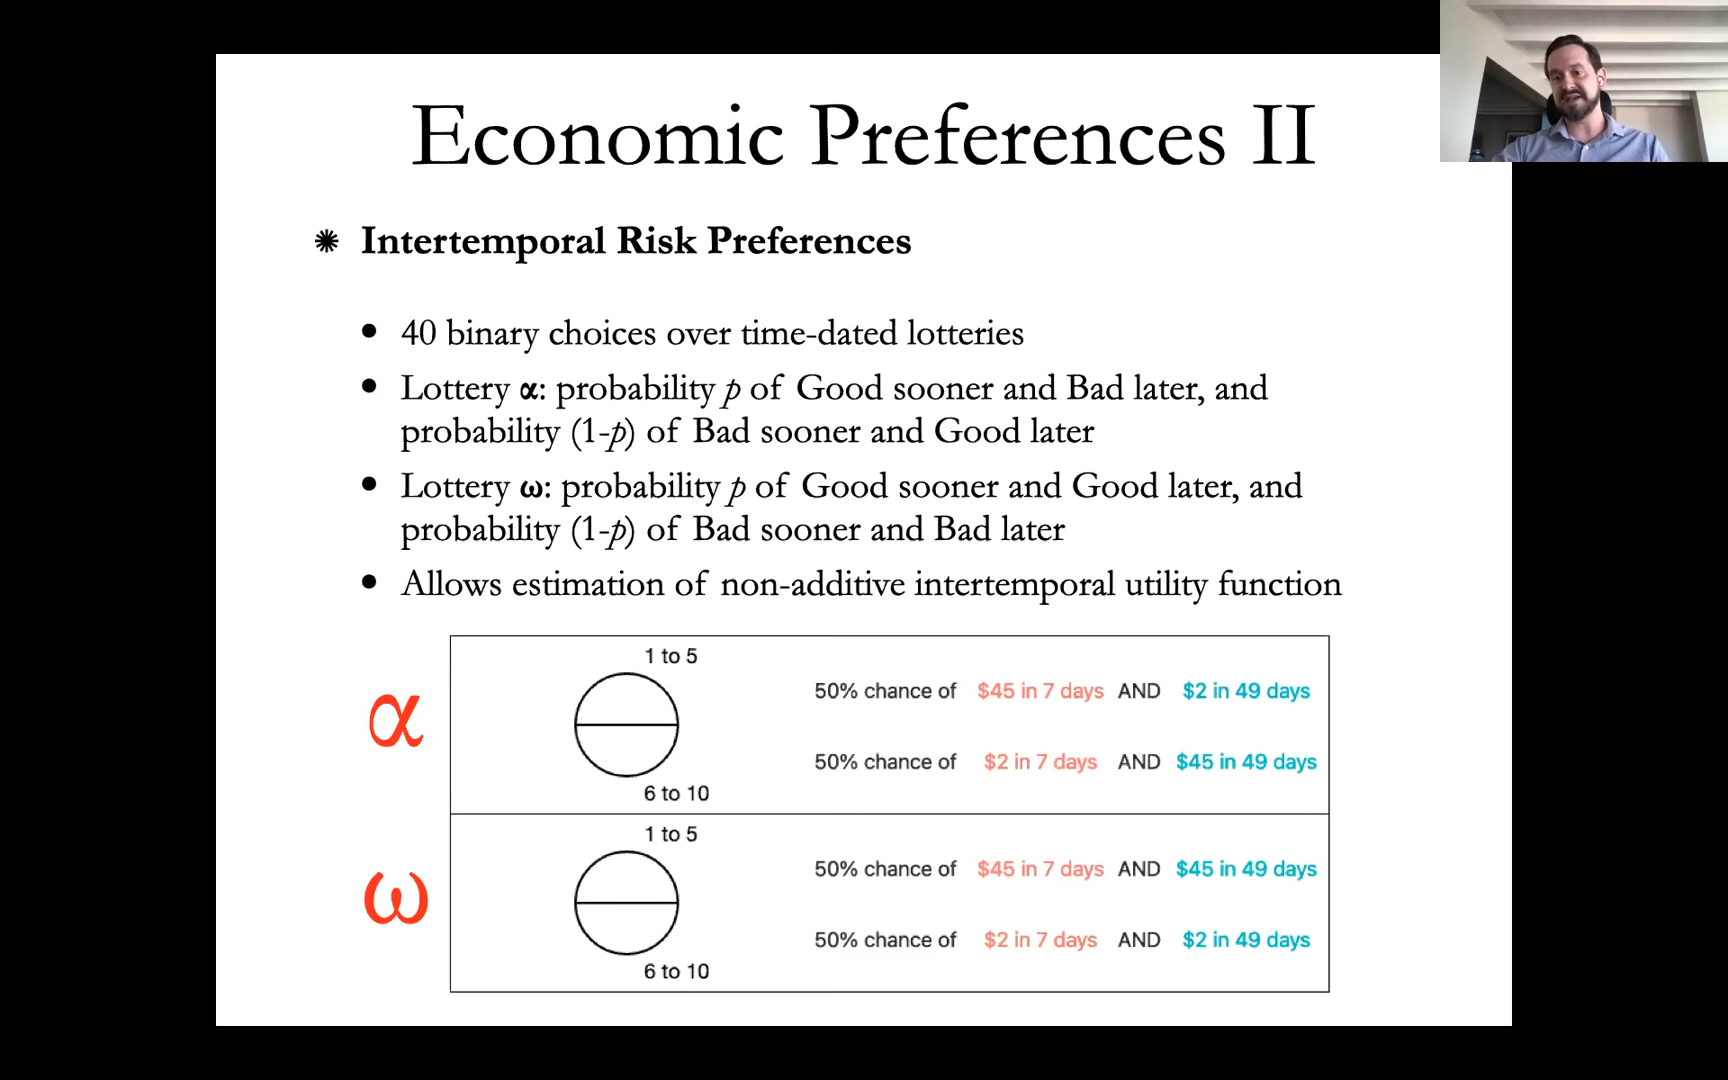 Economic Preferences II
Intertemporal Risk Preferences
• 40 binary choices over time-dated lotteries
• Lottery α: probability p of Good sooner and Bad later, and
probability (1-p) of Bad sooner and Good later
• Lottery ω: probability p of Good sooner and Good later, and
probability (1-p) of Bad sooner and Bad later
• Allows estimation of non-additive intertemporal utility function
α
1 to 5
50% chance of $45 in 7 days AND $2 in 49 days
50% chance of $2 in 7 days AND $45 in 49 days
6 to 10
ω
1 to 5
50% chance of $45 in 7 days AND $45 in 49 days
50% chance of $2 in 7 days AND $2 in 49 days
6 to 10